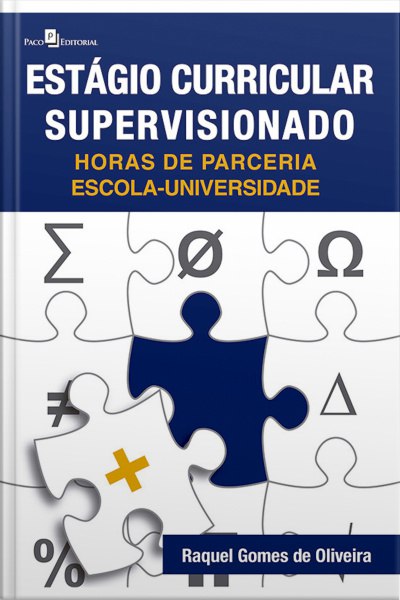 PACO EDITORIAL
ESTÁGIO CURRICULAR
SUPERVISIONADO
HORAS DE PARCERIA
ESCOLA-UNIVERSIDADE
∑ Ø Ω
≠ Δ
+
%
Raquel Gomes de Oliveira